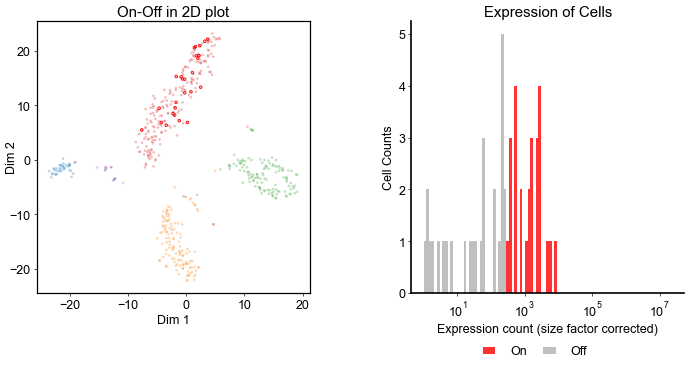 On-Off in 2D plot
Dim 2
20
10
0
−10
−20
−20 −10 0 10 20
Dim 1
Expression of Cells
Cell Counts
5
4
3
2
1
0
10^1 10^3 10^5 10^7
Expression count (size factor corrected)
On Off